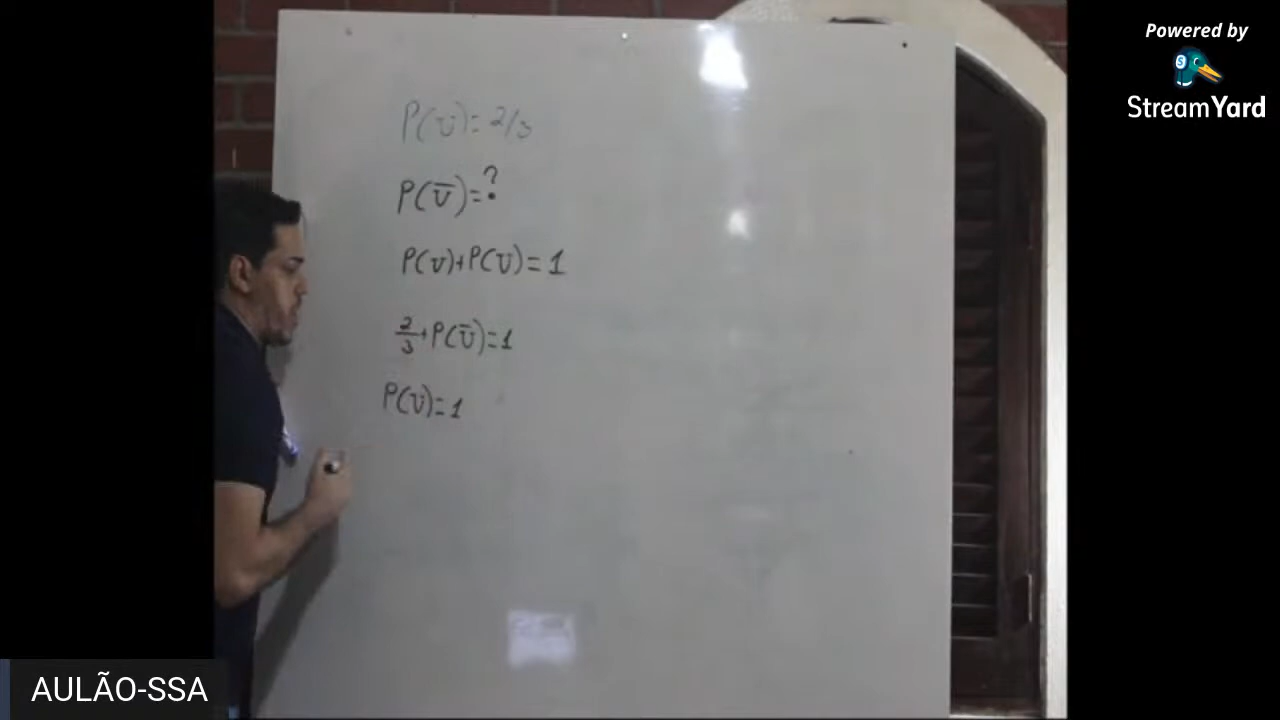 Powered by
StreamYard
P(U)=2/3
P(Ū)=?
P(U)+P(Ū)=1
2/3+P(Ū)=1
P(Ū)=1
AULÃO-SSA